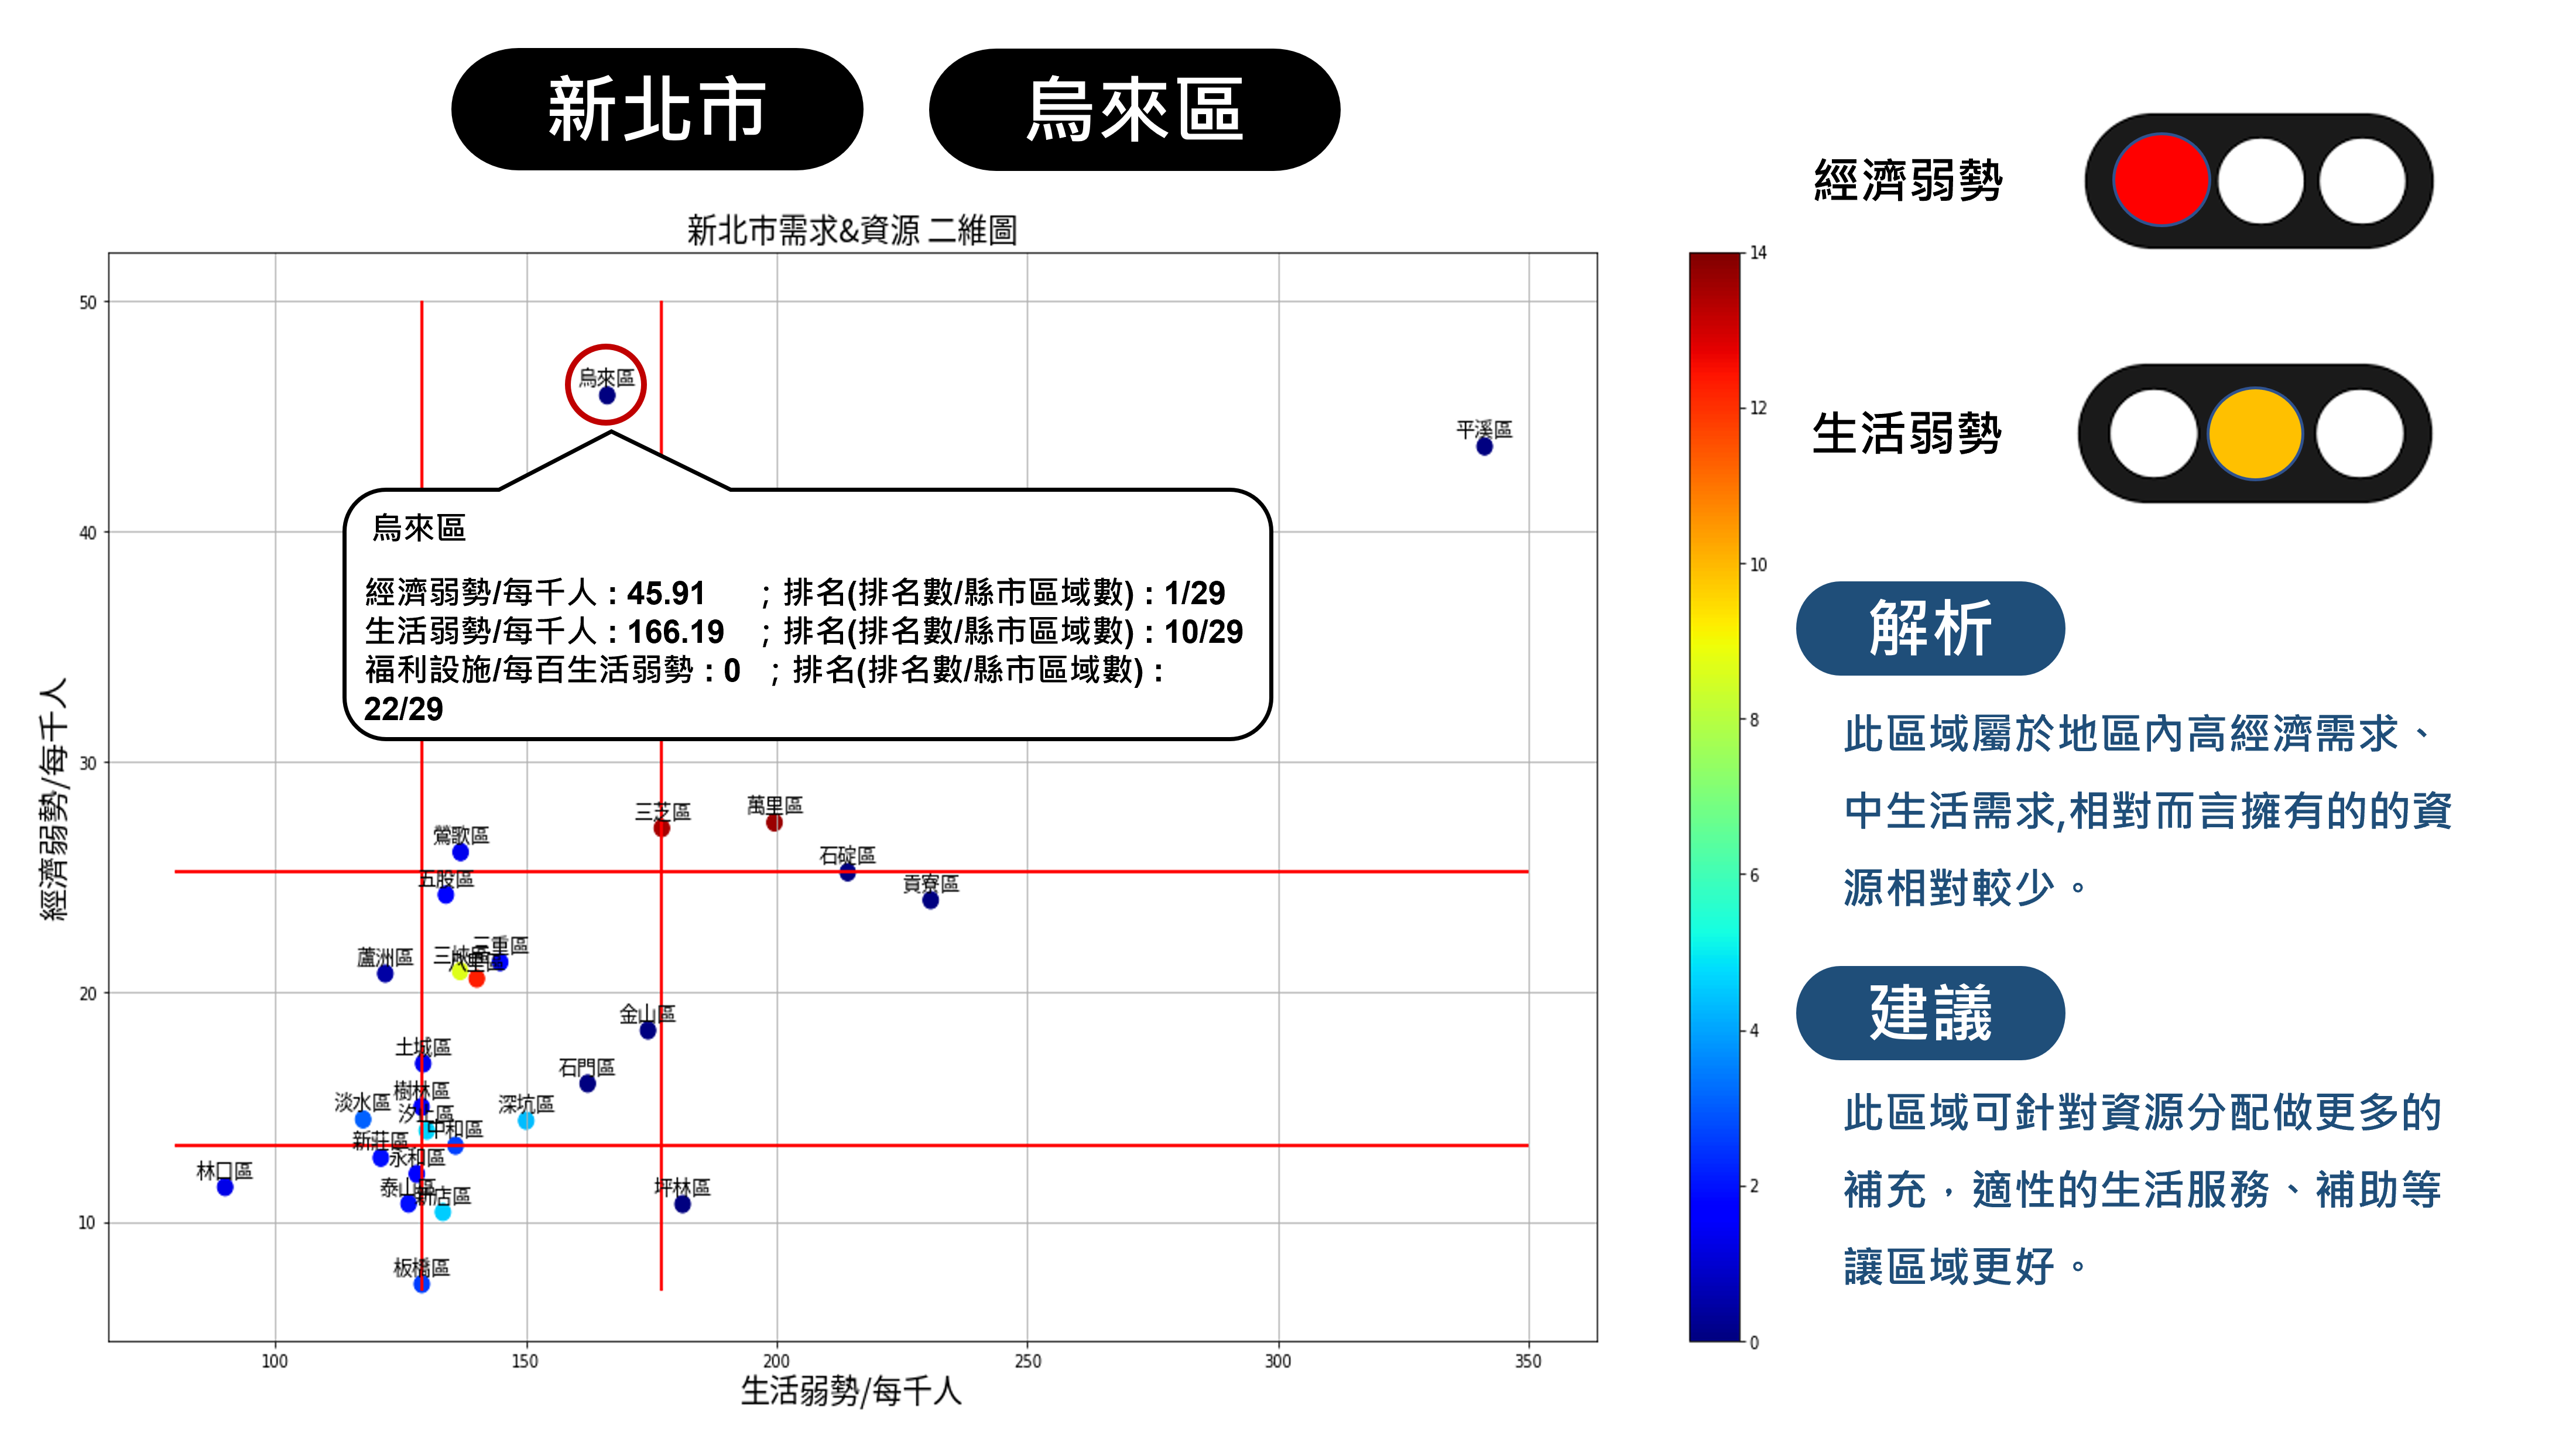 新北市
烏來區
新北市需求&資源 二維圖
經濟弱勢
生活弱勢
50
40
30
20
10
經濟弱勢/每千人
烏來區
平溪區
烏來區
經濟弱勢/每千人:45.91 ;排名(排名數/縣市區域數):1/29
生活弱勢/每千人:166.19 ;排名(排名數/縣市區域數):10/29
福利設施/每百生活弱勢:0 ;排名(排名數/縣市區域數):
22/29
三芝區
萬里區
鶯歌區
石碇區
五股區
貢寮區
三重區
蘆洲區
三峽區
八里區
金山區
土城區
石門區
樹林區
淡水區
深坑區
汐止區
中和區
新莊區
永和區
林口區
泰山區
新店區
坪林區
板橋區
100
150
200
250
300
350
生活弱勢/每千人
14
12
10
8
6
4
2
0
解析
此區域屬於地區內高經濟需求、
中生活需求,相對而言擁有的的資
源相對較少。
建議
此區域可針對資源分配做更多的
補充,適性的生活服務、補助等
讓區域更好。